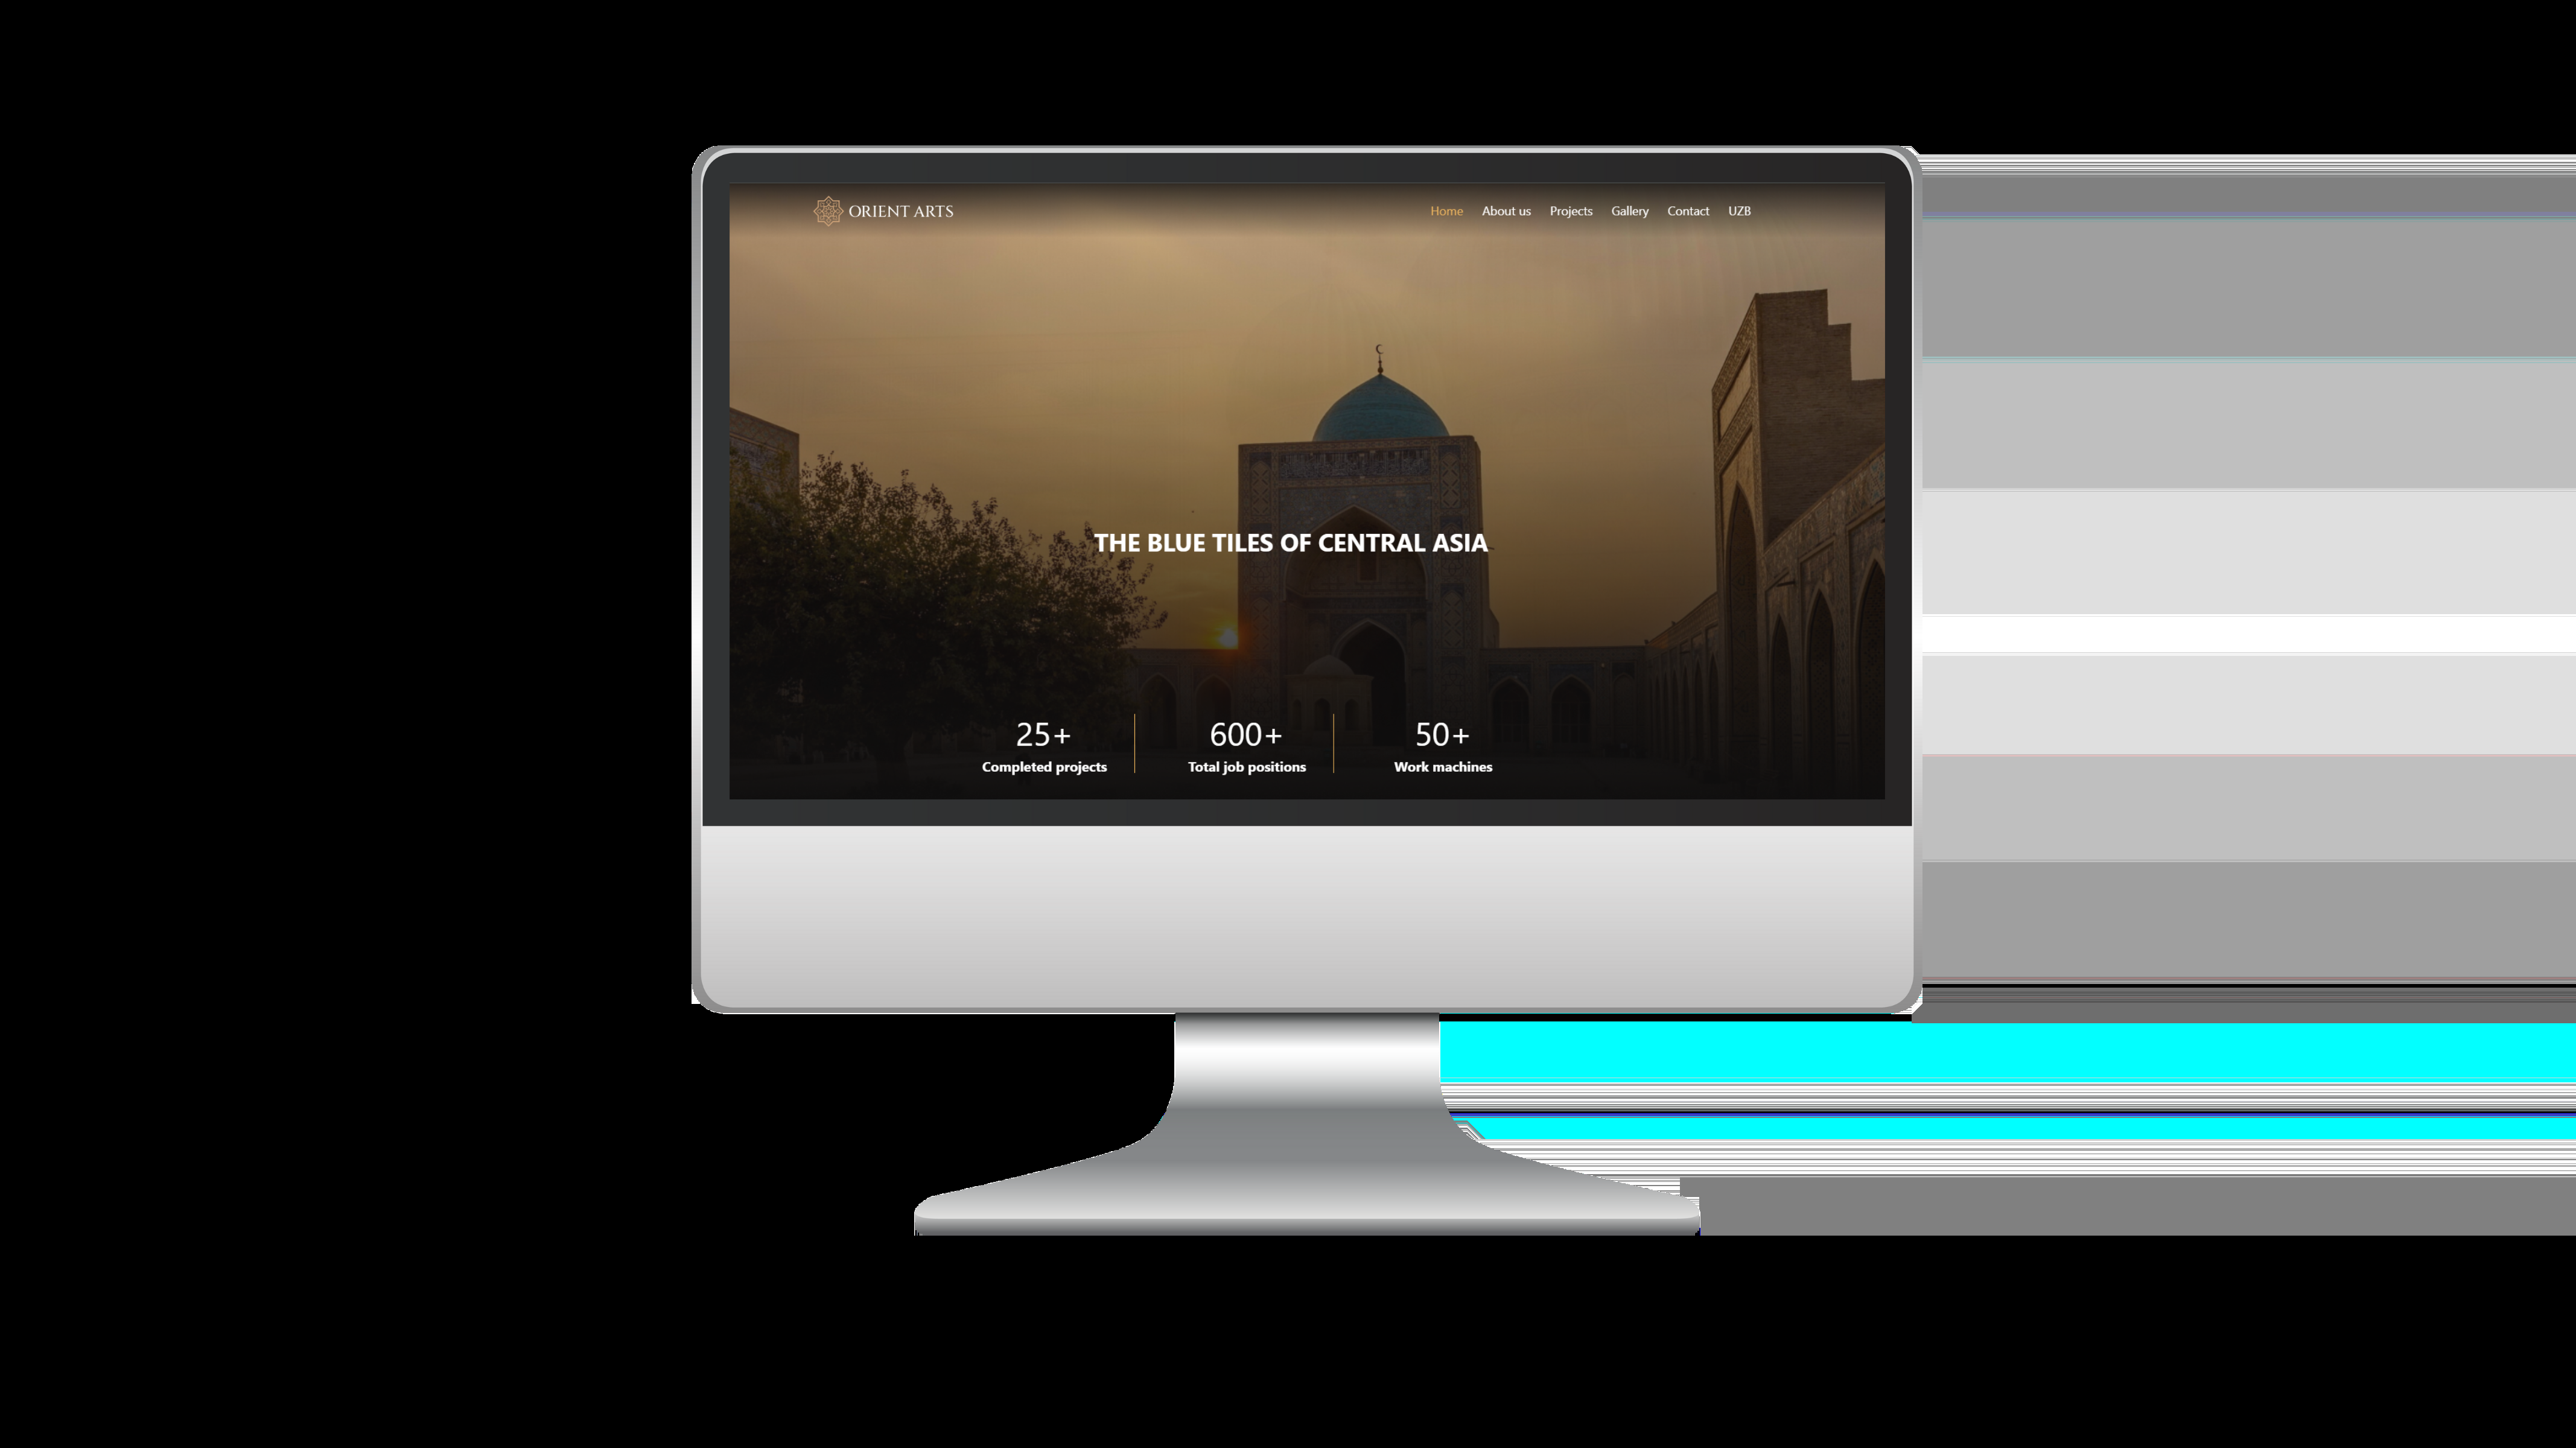 ORIENT ARTS
Home About us Projects Gallery Contact UZB
THE BLUE TILES OF CENTRAL ASIA
25+ 600+ 50+
Completed projects Total job positions Work machines